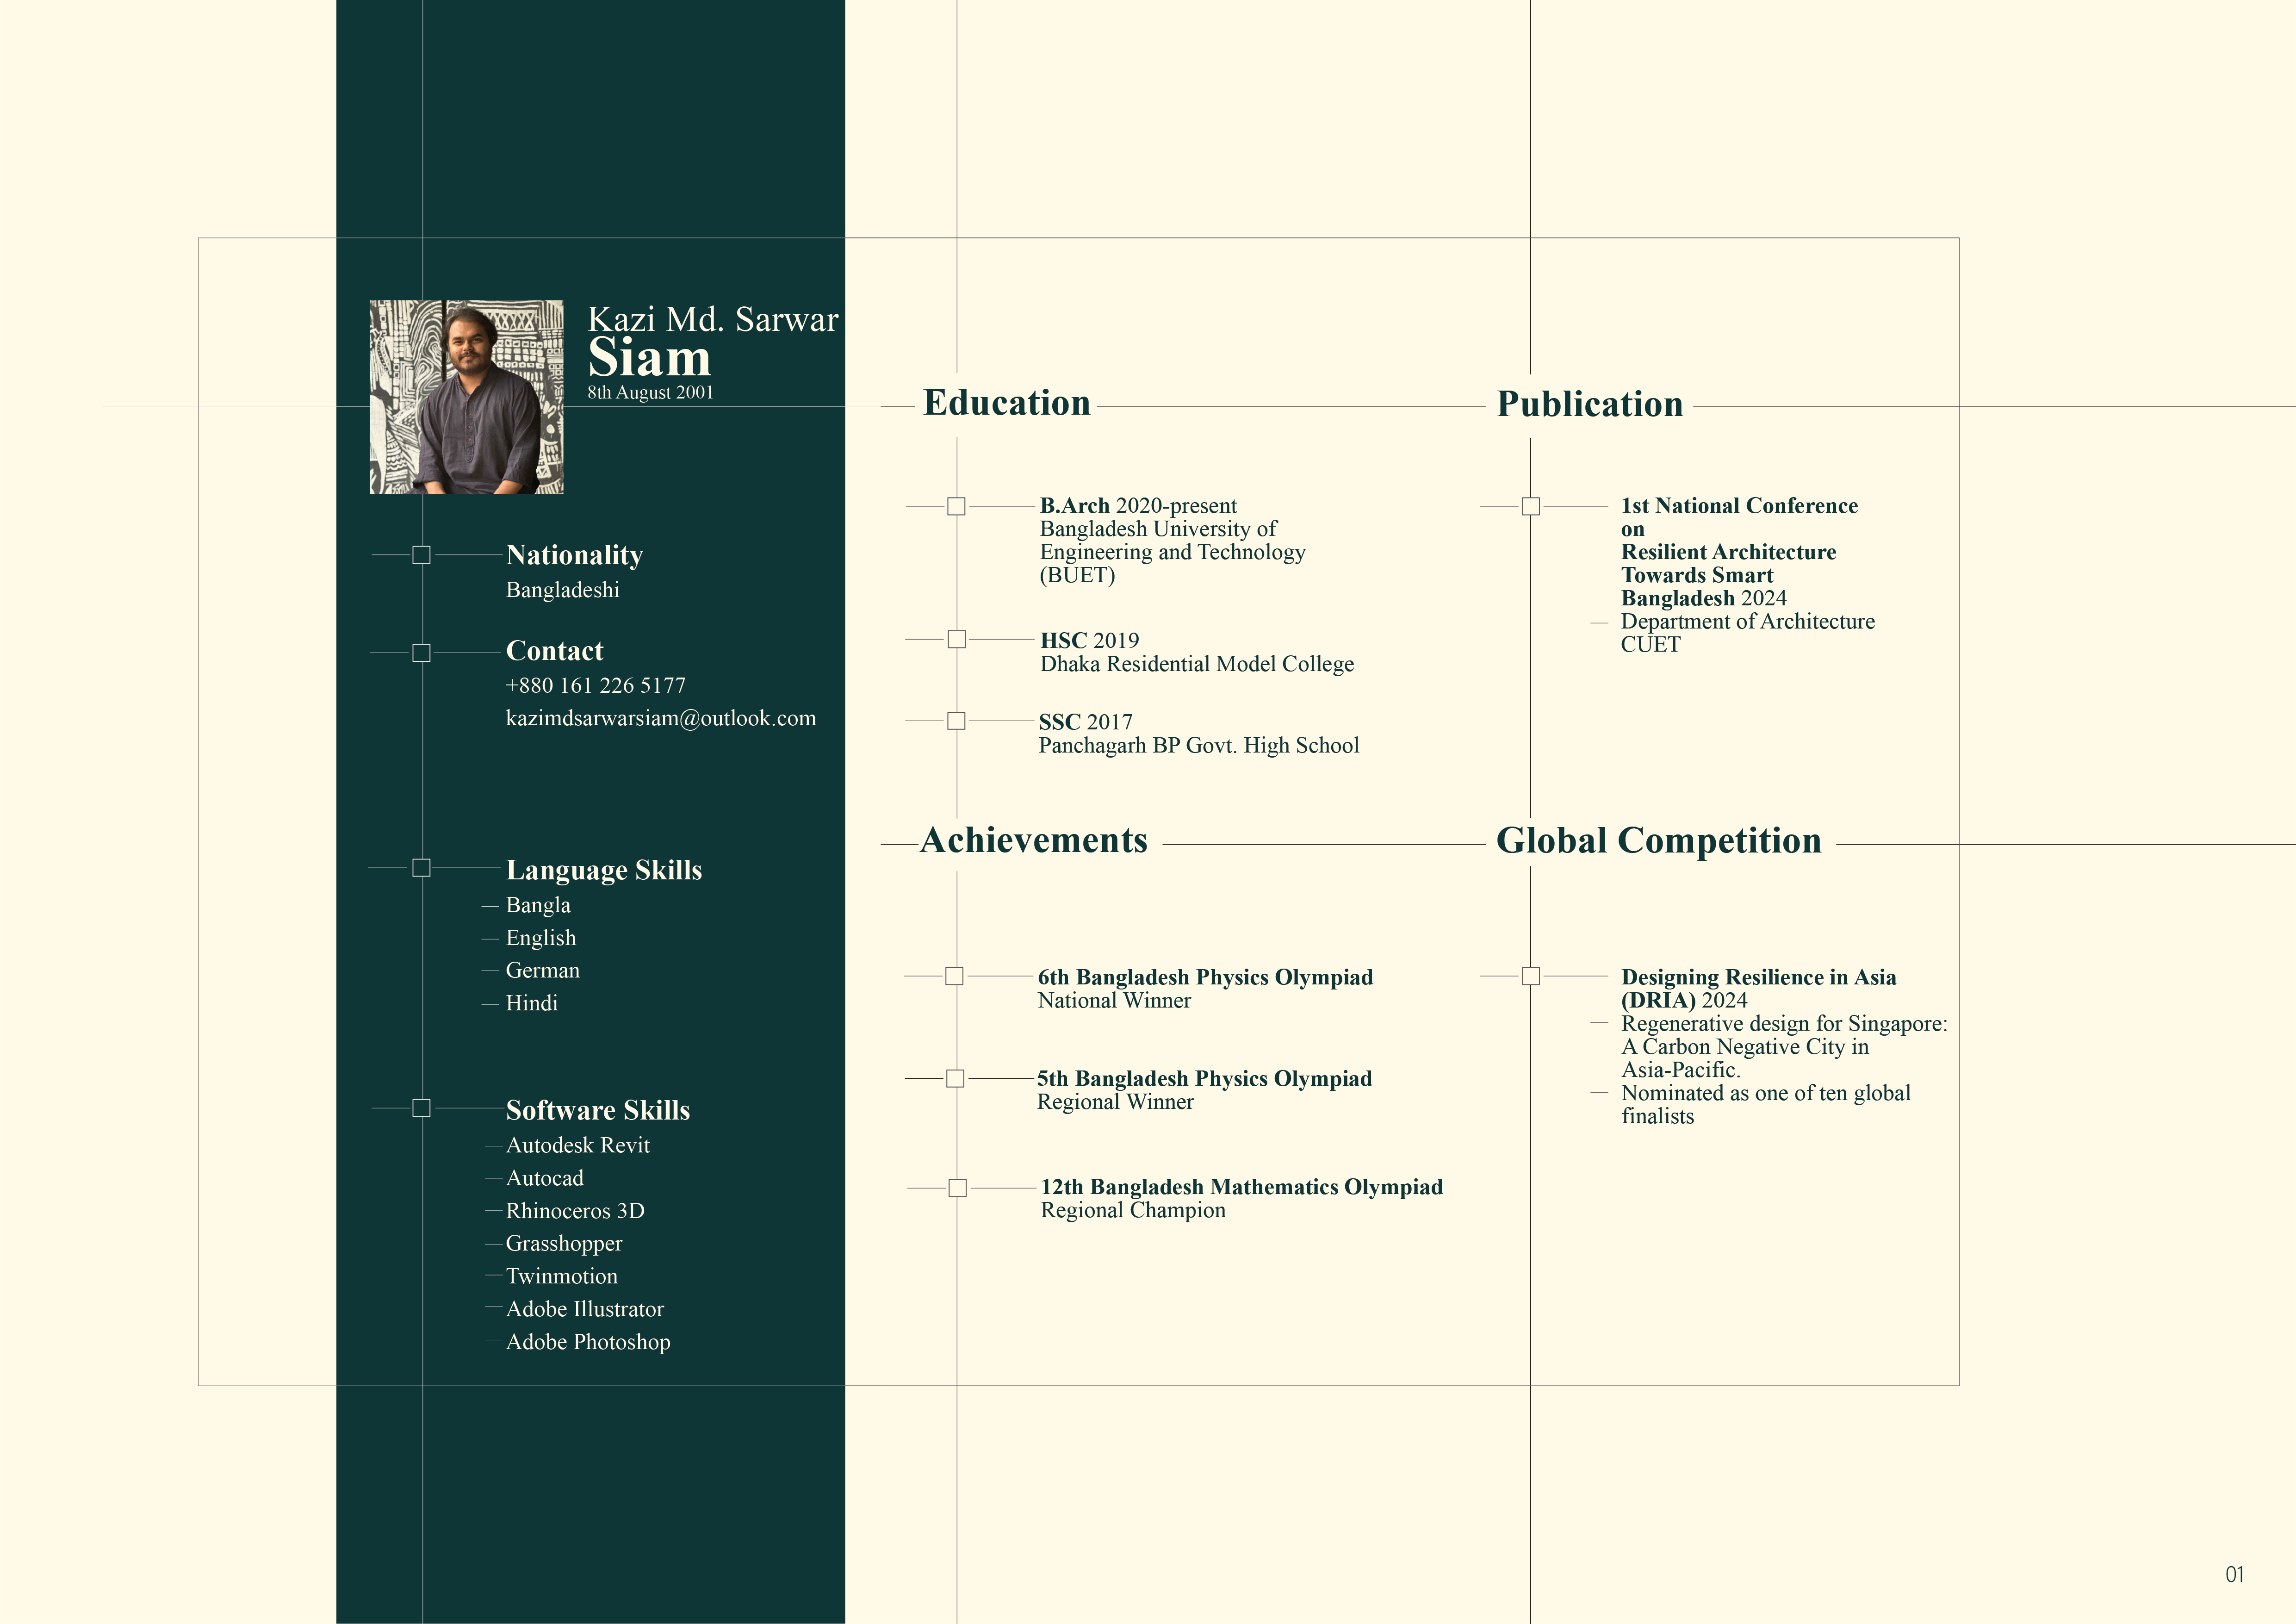 Kazi Md. Sarwar
Siam
8th August 2001
Nationality
Bangladeshi
Contact
+880 161 226 5177
kazimdsarwarsiam@outlook.com
Language Skills
Bangla
English
German
Hindi
Software Skills
Autodesk Revit
Autocad
Rhinoceros 3D
Grasshopper
Twinmotion
Adobe Illustrator
Adobe Photoshop
Education
B.Arch 2020-present
Bangladesh University of
Engineering and Technology
(BUET)
HSC 2019
Dhaka Residential Model College
SSC 2017
Panchagarh BP Govt. High School
Achievements
6th Bangladesh Physics Olympiad
National Winner
5th Bangladesh Physics Olympiad
Regional Winner
12th Bangladesh Mathematics Olympiad
Regional Champion
Publication
1st National Conference
on
Resilient Architecture
Towards Smart
Bangladesh 2024
Department of Architecture
CUET
Global Competition
Designing Resilience in Asia
(DRIA) 2024
Regenerative design for Singapore:
A Carbon Negative City in
Asia-Pacific.
Nominated as one of ten global
finalists
01